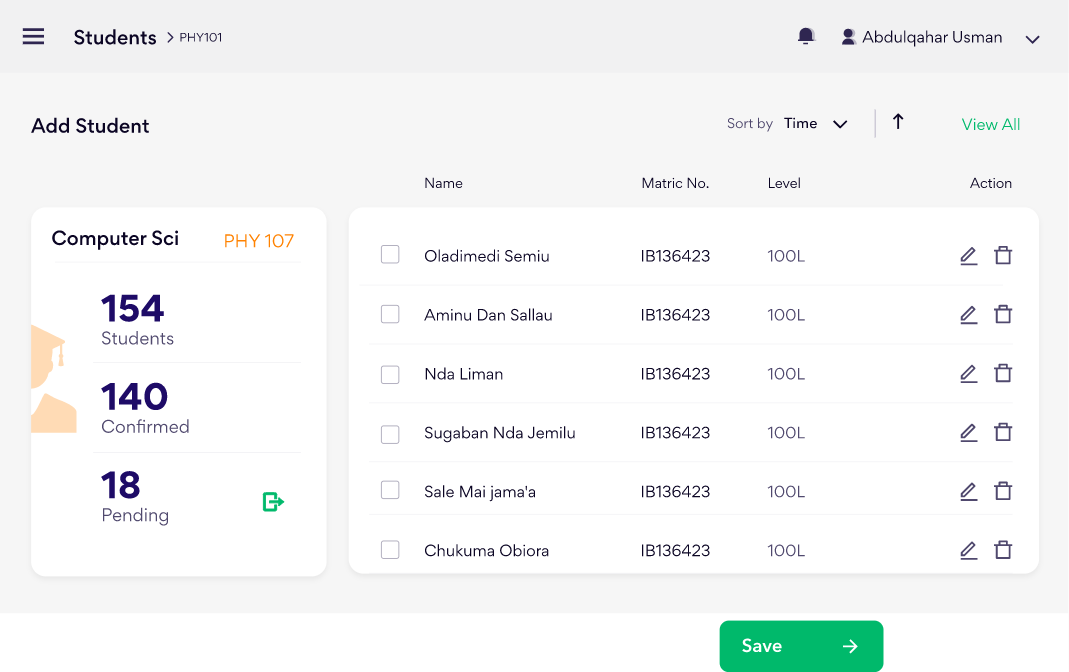 Students > PHY101
Abdulqahar Usman
Add Student
Sort by Time
View All
Name Matric No. Level Action
Computer Sci PHY 107
154
Students
140
Confirmed
18
Pending
Oladimedi Semiu IB136423 100L
Aminu Dan Sallau IB136423 100L
Nda Liman IB136423 100L
Sugaban Nda Jemilu IB136423 100L
Sale Mai jama'a IB136423 100L
Chukuma Obiora IB136423 100L
Save